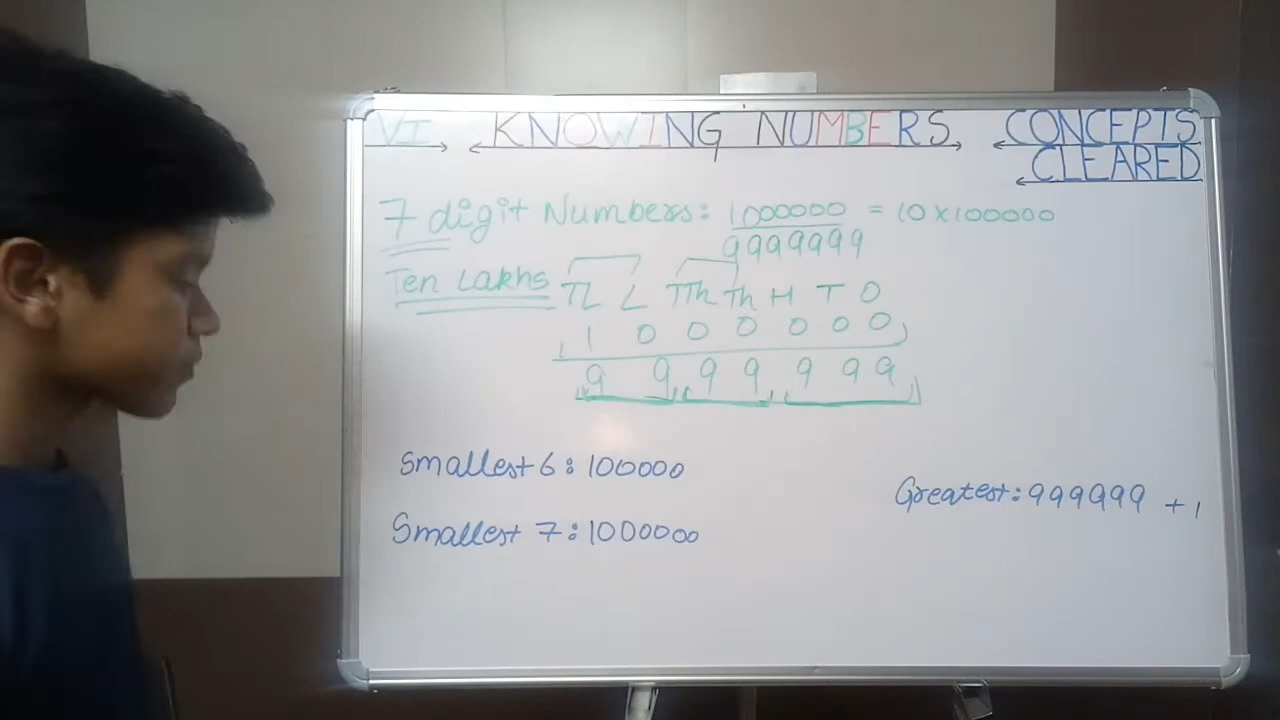 VI KNOWING NUMBERS CONCEPTS
CLEARED
7 digit Numbers: 1000000 = 10 x 100000
9999999
Ten Lakhs TL L TTh Th H T O
1 0 0 0 0 0 0
9 9 9 9 9 9 9
Smallest 6: 100000
Greatest: 999999 + 1
Smallest 7: 1000000